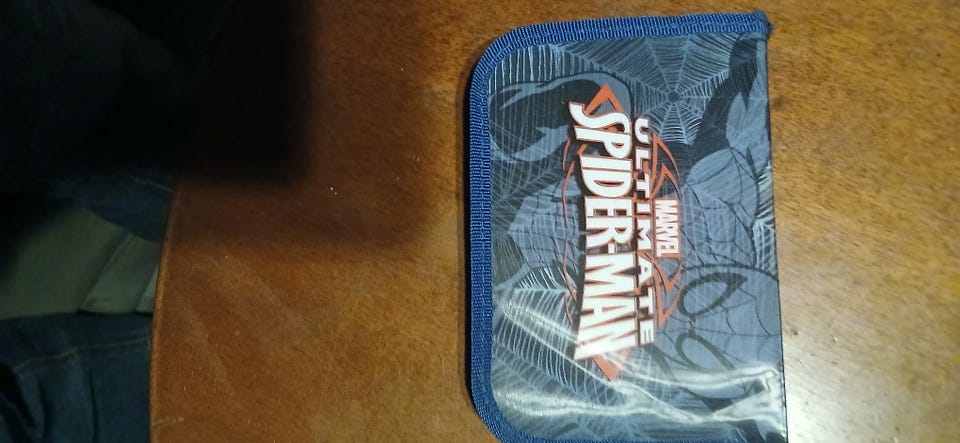 MARVEL
ULTIMATE
SPIDER-MAN